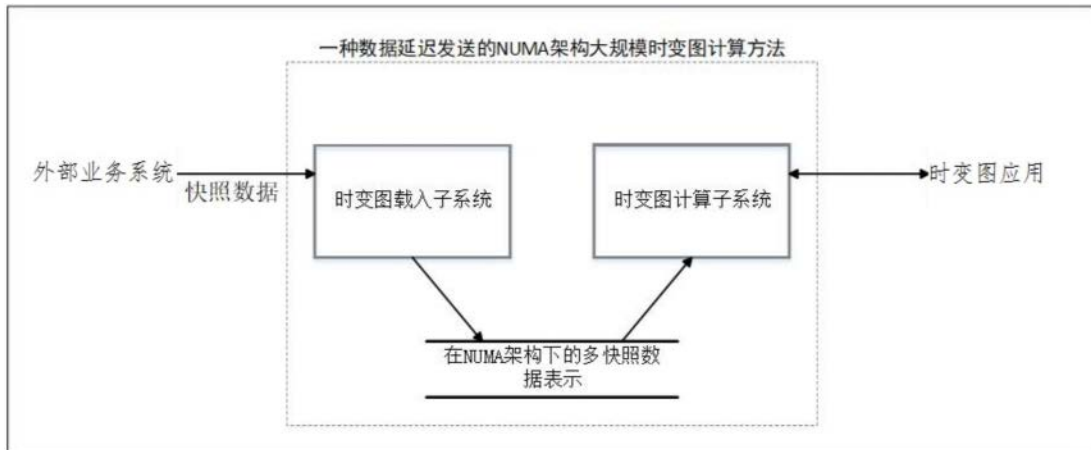 一种数据延迟发送的NUMA架构大规模时变图计算方法
外部业务系统
快照数据
时变图载入子系统
时变图计算子系统
时变图应用
在NUMA架构下的多快照数
据表示